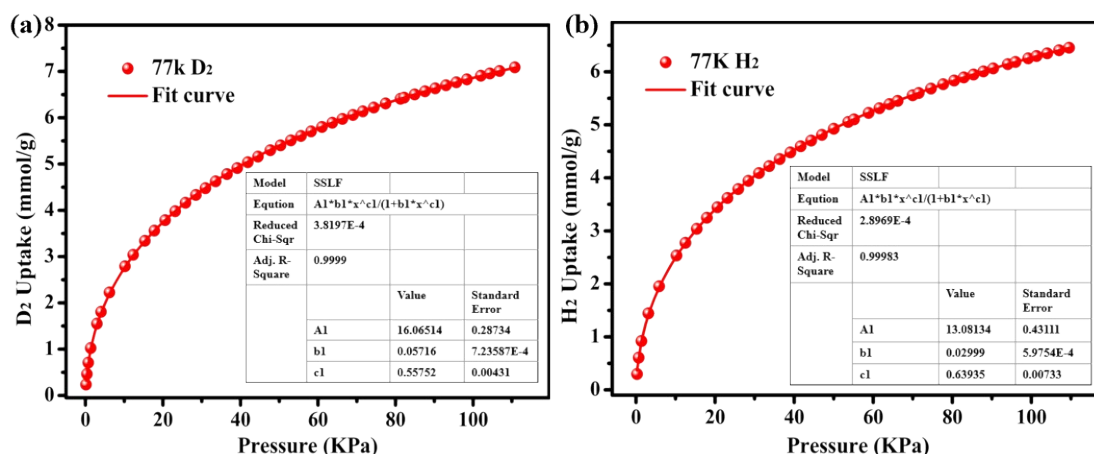 (a)
77k D2
Fit curve
D2 Uptake (mmol/g)
8
7
6
5
4
3
2
1
0
Model SSLF
Eqution A1*b1*x^c1/(1+b1*x^c1)
Reduced Chi-Sqr 3.8197E-4
Adj. R-Square 0.9999
Value Standard Error
A1 16.06514 0.28734
b1 0.05716 7.23587E-4
c1 0.55752 0.00431
0 20 40 60 80 100
Pressure (KPa)
(b)
77K H2
Fit curve
H2 Uptake (mmol/g)
6
5
4
3
2
1
0
Model SSLF
Eqution A1*b1*x^c1/(1+b1*x^c1)
Reduced Chi-Sqr 2.8969E-4
Adj. R-Square 0.99983
Value Standard Error
A1 13.08134 0.43111
b1 0.02999 5.9754E-4
c1 0.63935 0.00733
0 20 40 60 80 100
Pressure (KPa)